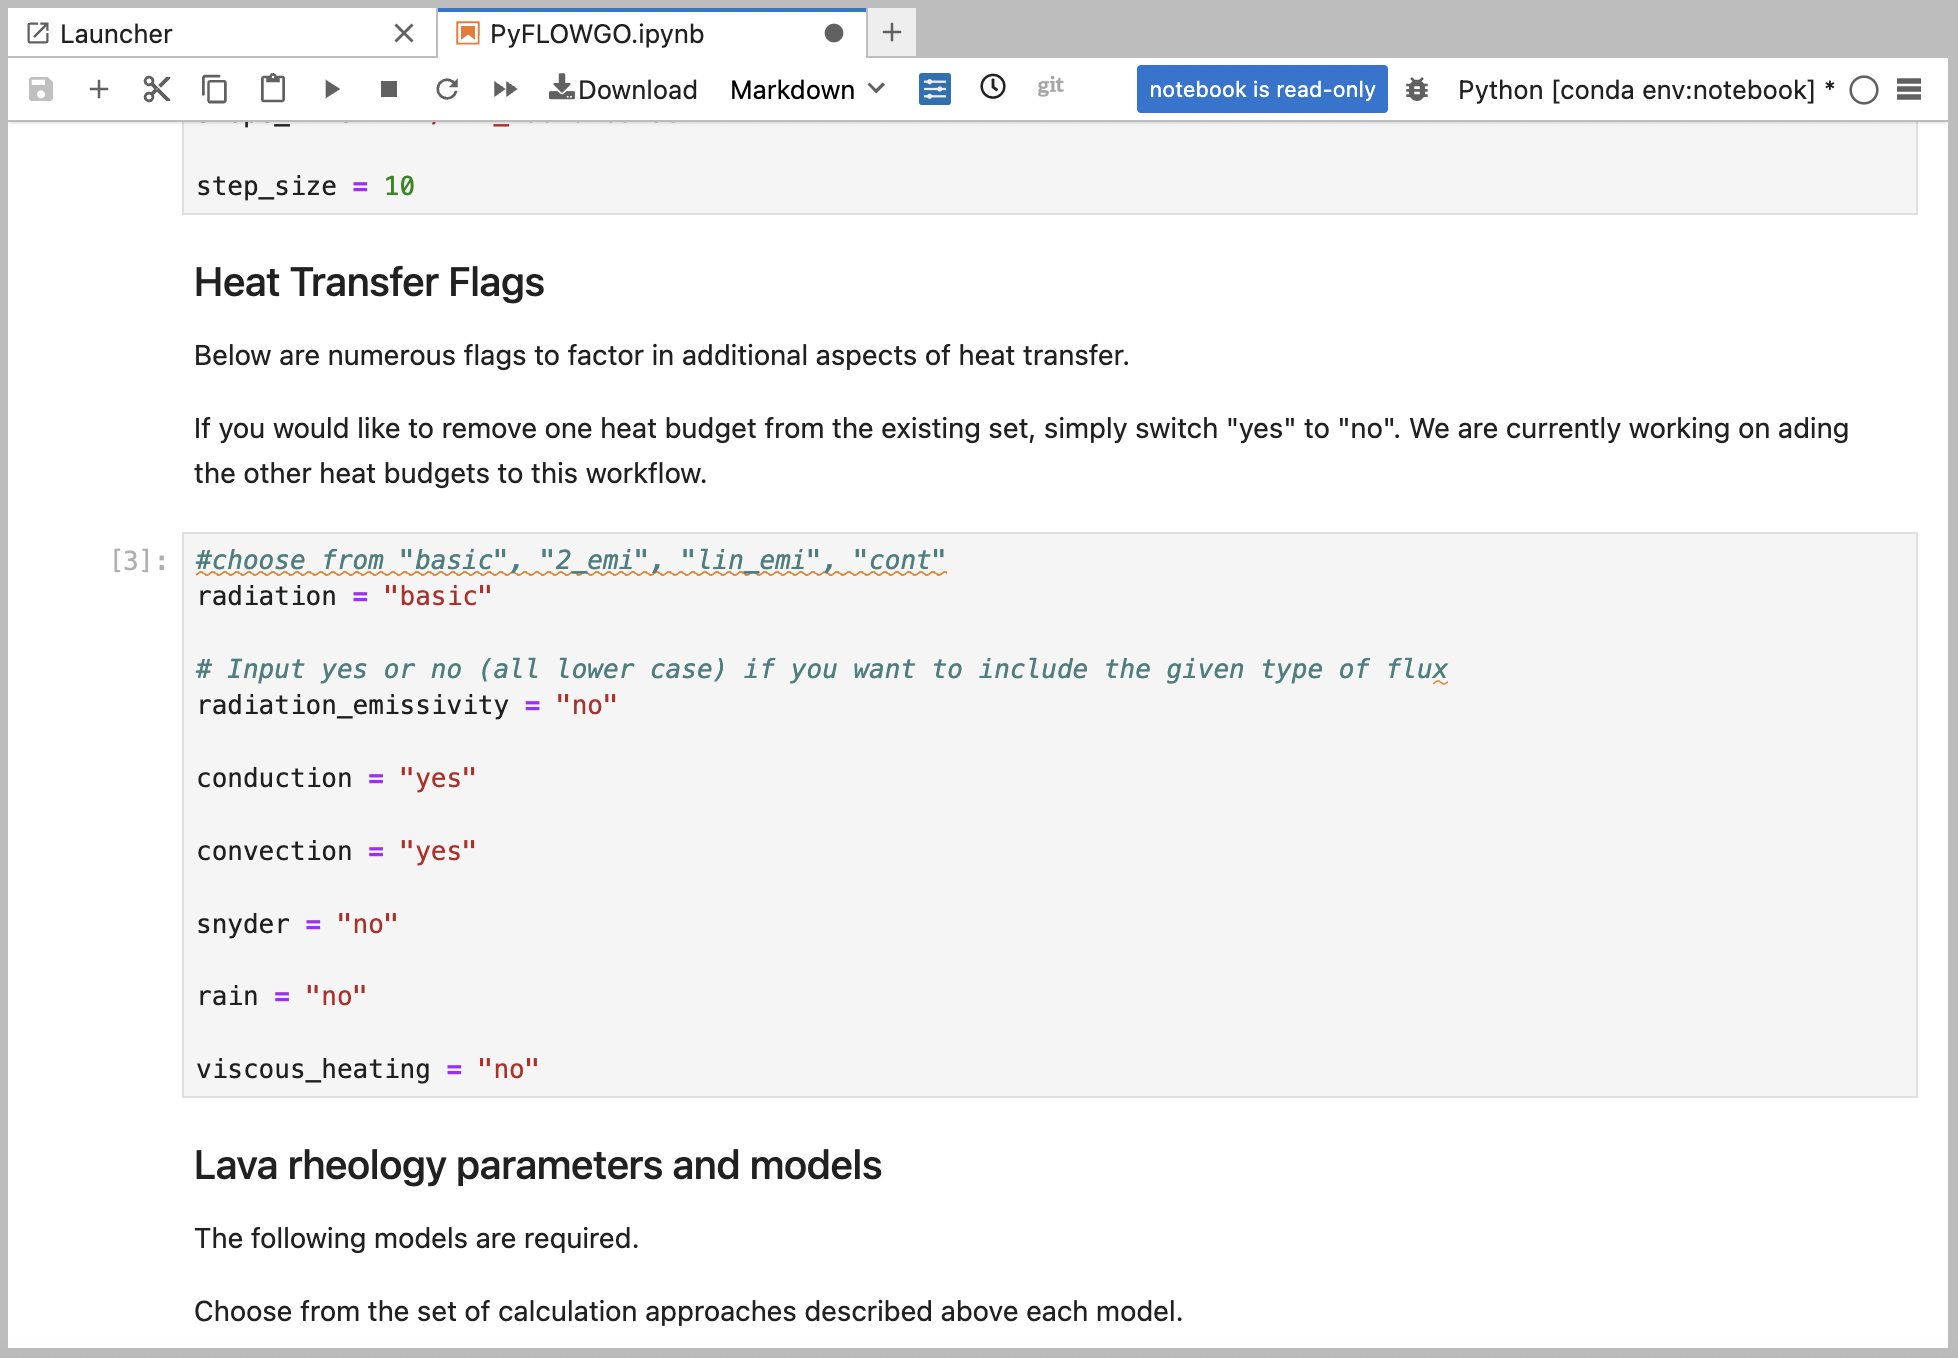 Launcher
PyFLOWGO.ipynb
Download Markdown git notebook is read-only Python [conda env:notebook] *
step_size = 10
Heat Transfer Flags
Below are numerous flags to factor in additional aspects of heat transfer.
If you would like to remove one heat budget from the existing set, simply switch "yes" to "no". We are currently working on ading
the other heat budgets to this workflow.
[3]:
#choose from "basic", "2_emi", "lin_emi", "cont"
radiation = "basic"
# Input yes or no (all lower case) if you want to include the given type of flux
radiation_emissivity = "no"
conduction = "yes"
convection = "yes"
snyder = "no"
rain = "no"
viscous_heating = "no"
Lava rheology parameters and models
The following models are required.
Choose from the set of calculation approaches described above each model.